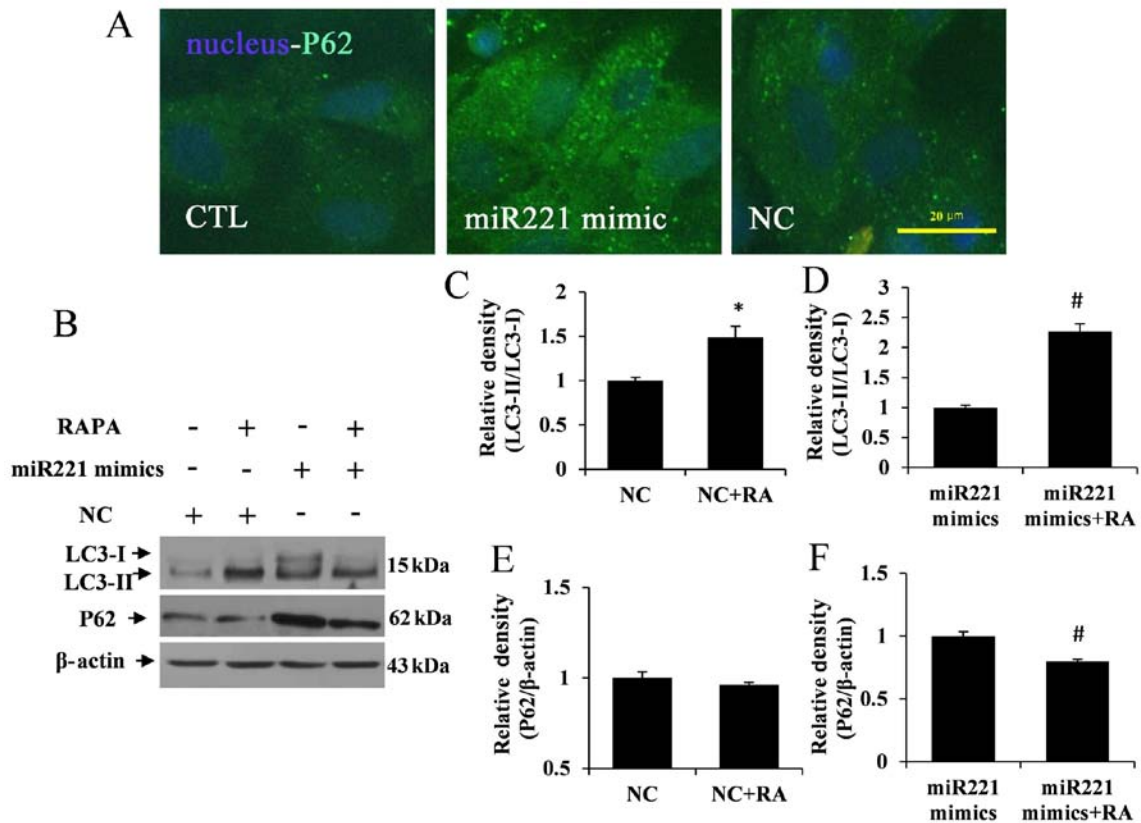 A
nucleus-P62
CTL
miR221 mimic
NC
20 μm
B
RAPA - + - +
miR221 mimics - - + +
NC + + - -
LC3-I
LC3-II
15 kDa
P62
62 kDa
β-actin
43 kDa
C
Relative density
(LC3-II/LC3-I)
2
1.5
1
0.5
0
*
NC
NC+RA
D
Relative density
(LC3-II/LC3-I)
3
2.5
2
1.5
1
0.5
0
#
miR221
mimics
miR221
mimics+RA
E
Relative density
(P62/β-actin)
1.5
1
0.5
NC
NC+RA
F
Relative density
(P62/β-actin)
1.5
1
0.5
0
#
miR221
mimics
miR221
mimics+RA